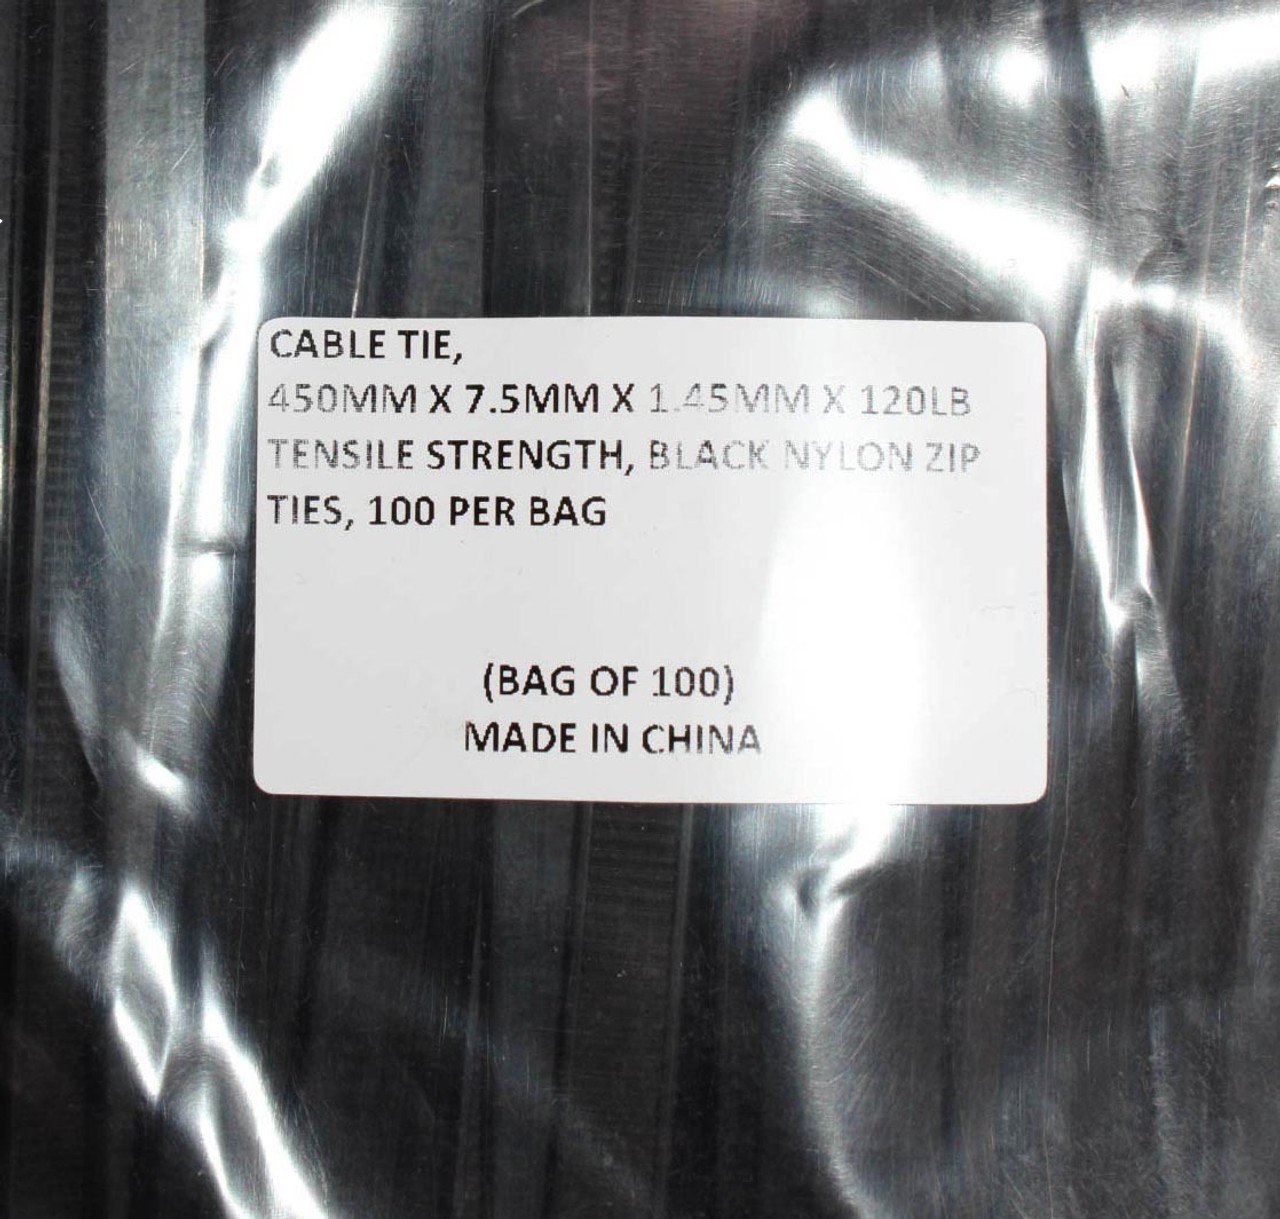 CABLE TIE,
450MM X 7.5MM X 1.45MM X 120LB
TENSILE STRENGTH, BLACK NYLON ZIP
TIES, 100 PER BAG
(BAG OF 100)
MADE IN CHINA